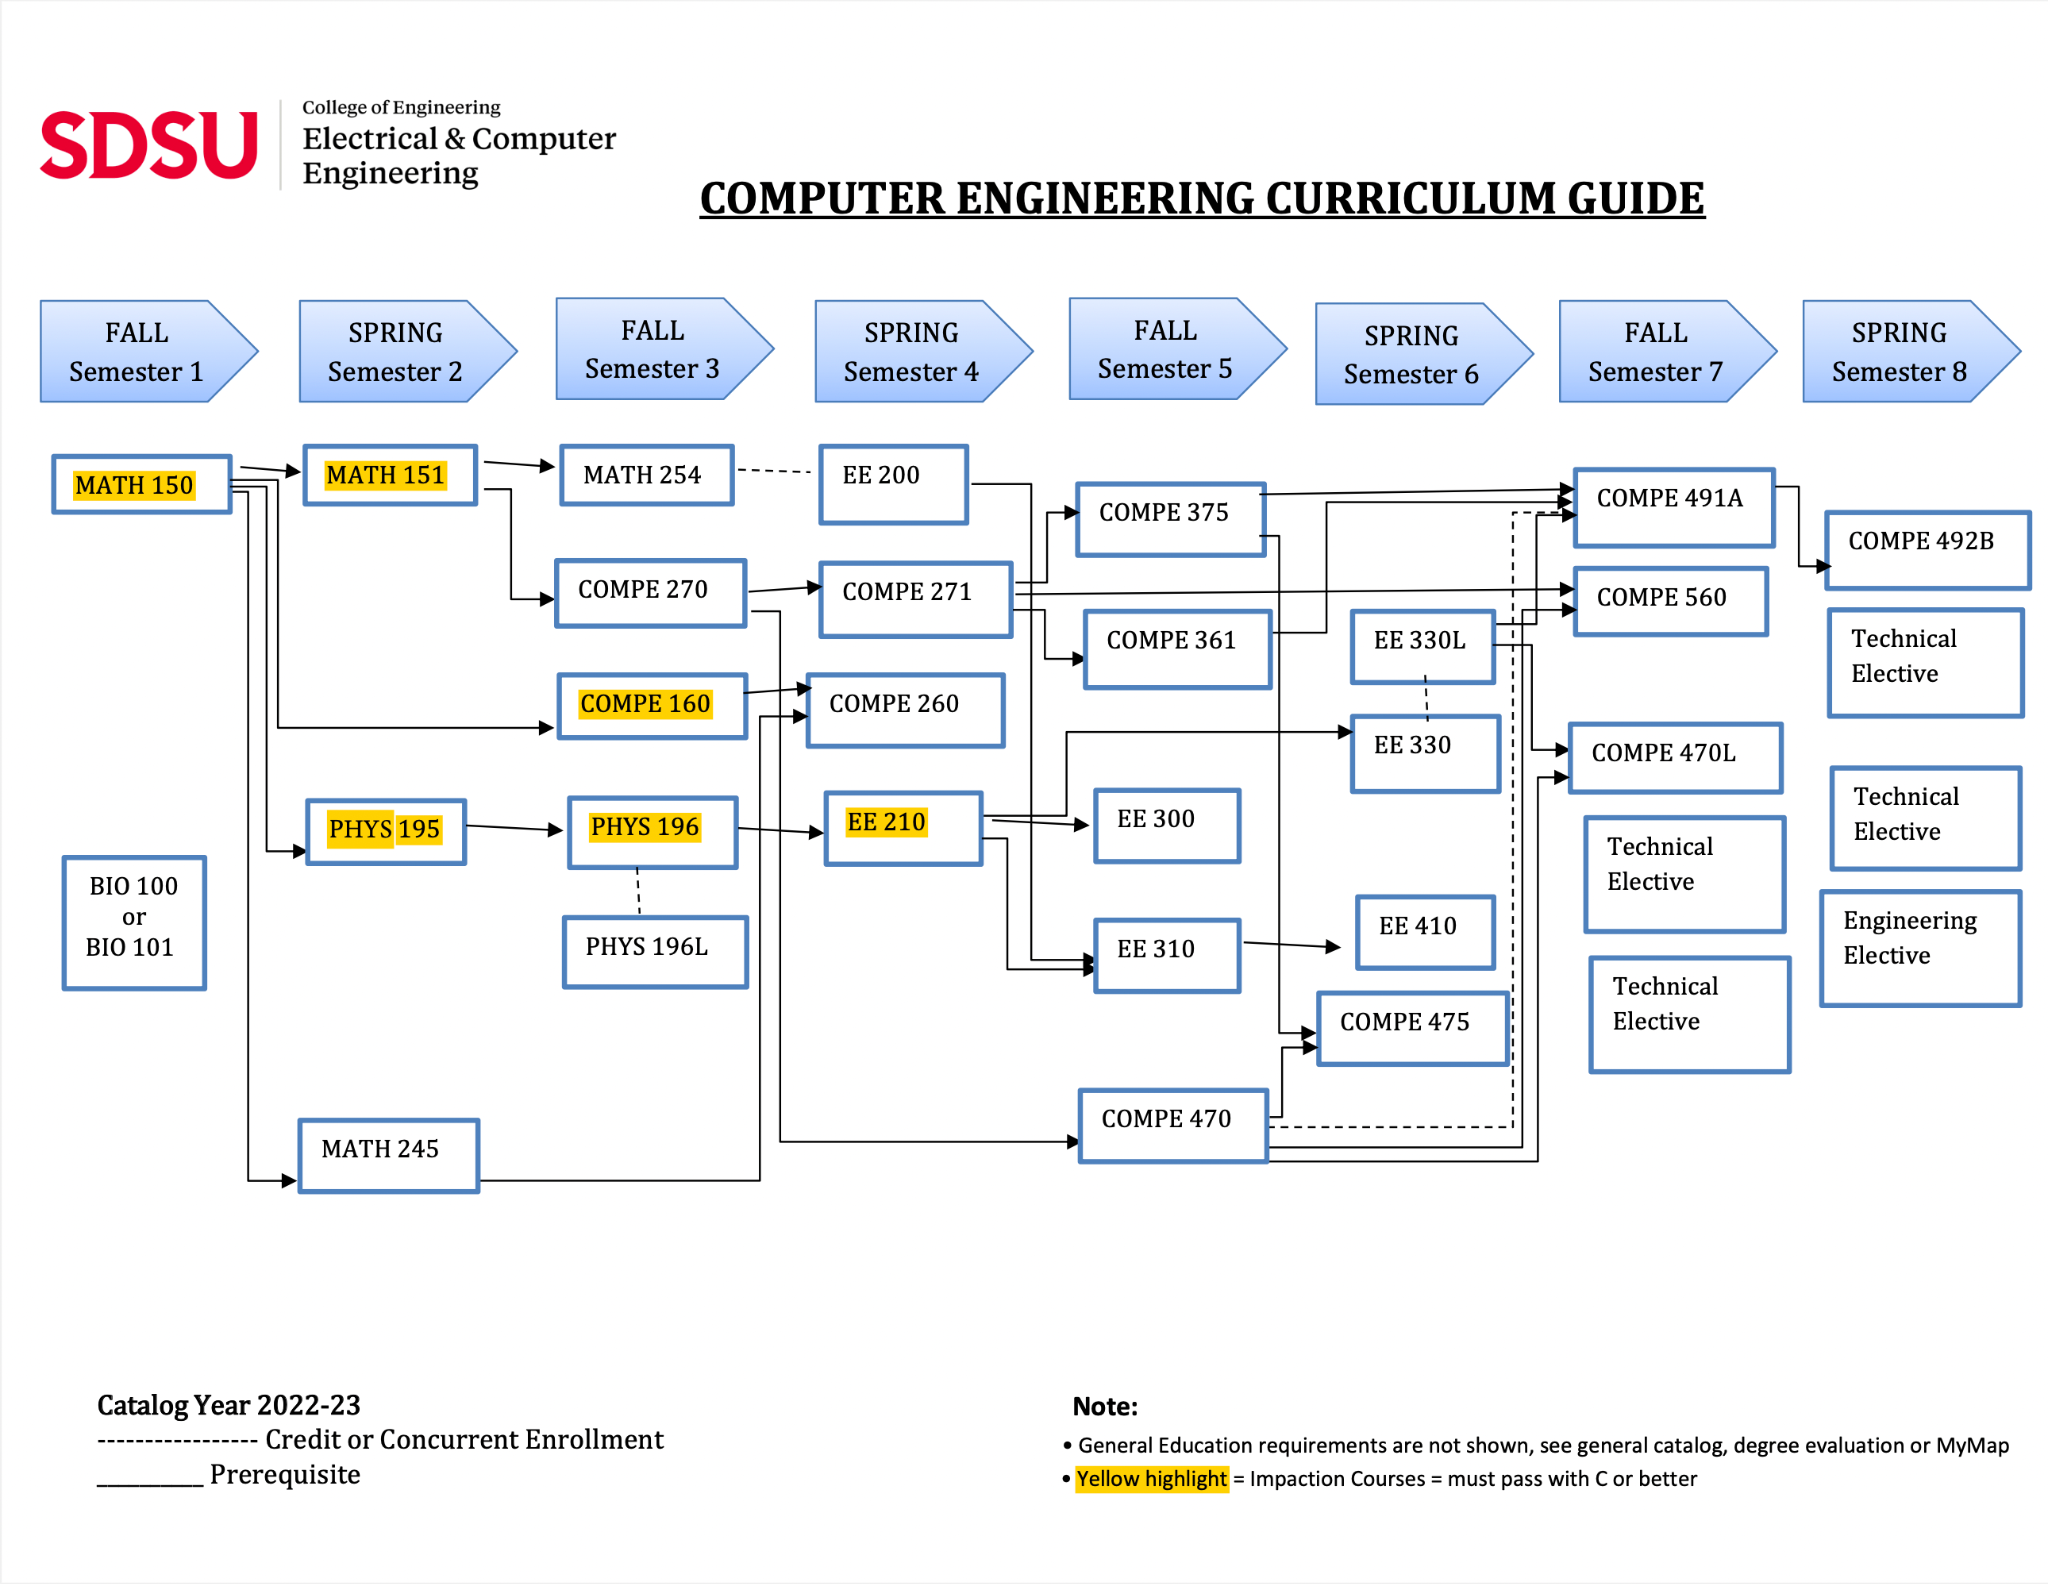 SDSU
College of Engineering
Electrical & Computer
Engineering
COMPUTER ENGINEERING CURRICULUM GUIDE
FALL
Semester 1
SPRING
Semester 2
FALL
Semester 3
SPRING
Semester 4
FALL
Semester 5
SPRING
Semester 6
FALL
Semester 7
SPRING
Semester 8
MATH 150
BIO 100
or
BIO 101
MATH 151
PHYS 195
MATH 245
MATH 254
COMPE 270
COMPE 160
PHYS 196
PHYS 196L
EE 200
COMPE 271
COMPE 260
EE 210
COMPE 375
COMPE 361
EE 300
EE 310
COMPE 470
EE 330L
EE 330
EE 410
COMPE 475
COMPE 491A
COMPE 560
COMPE 470L
Technical
Elective
Technical
Elective
COMPE 492B
Technical
Elective
Technical
Elective
Engineering
Elective
Catalog Year 2022-23
----------------- Credit or Concurrent Enrollment
_________ Prerequisite
Note:
• General Education requirements are not shown, see general catalog, degree evaluation or MyMap
• Yellow highlight = Impaction Courses = must pass with C or better